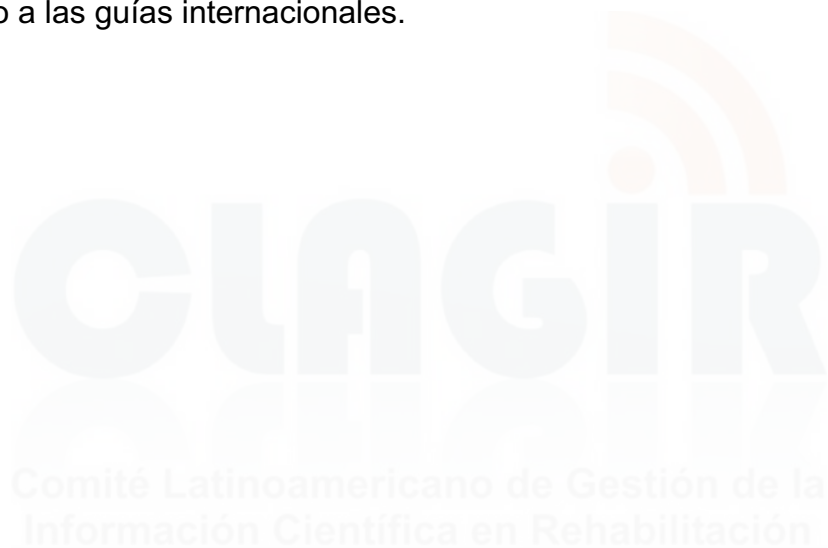 o a las guías internacionales.
CLAGIR
Comité Latinoamericano de Gestión de la
Información Científica en Rehabilitación